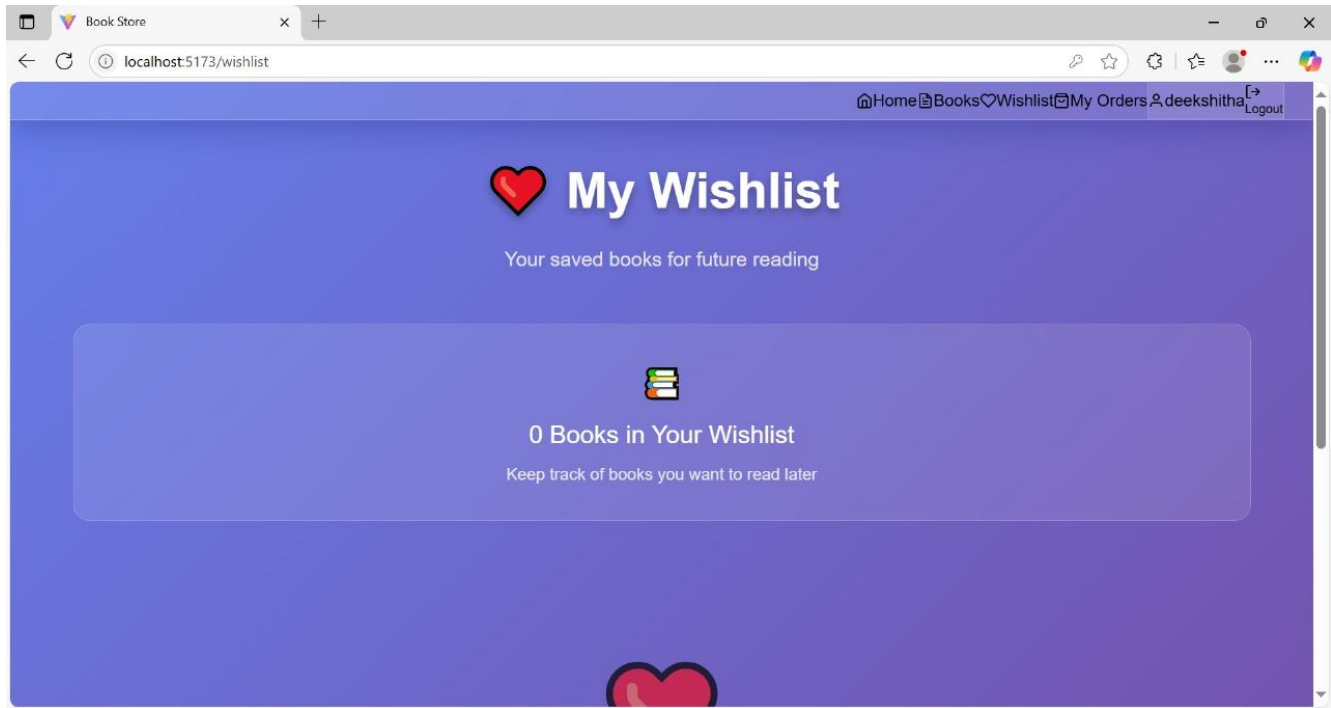 Book Store
localhost:5173/wishlist
Home Books Wishlist My Orders deekshitha Logout
My Wishlist
Your saved books for future reading
0 Books in Your Wishlist
Keep track of books you want to read later